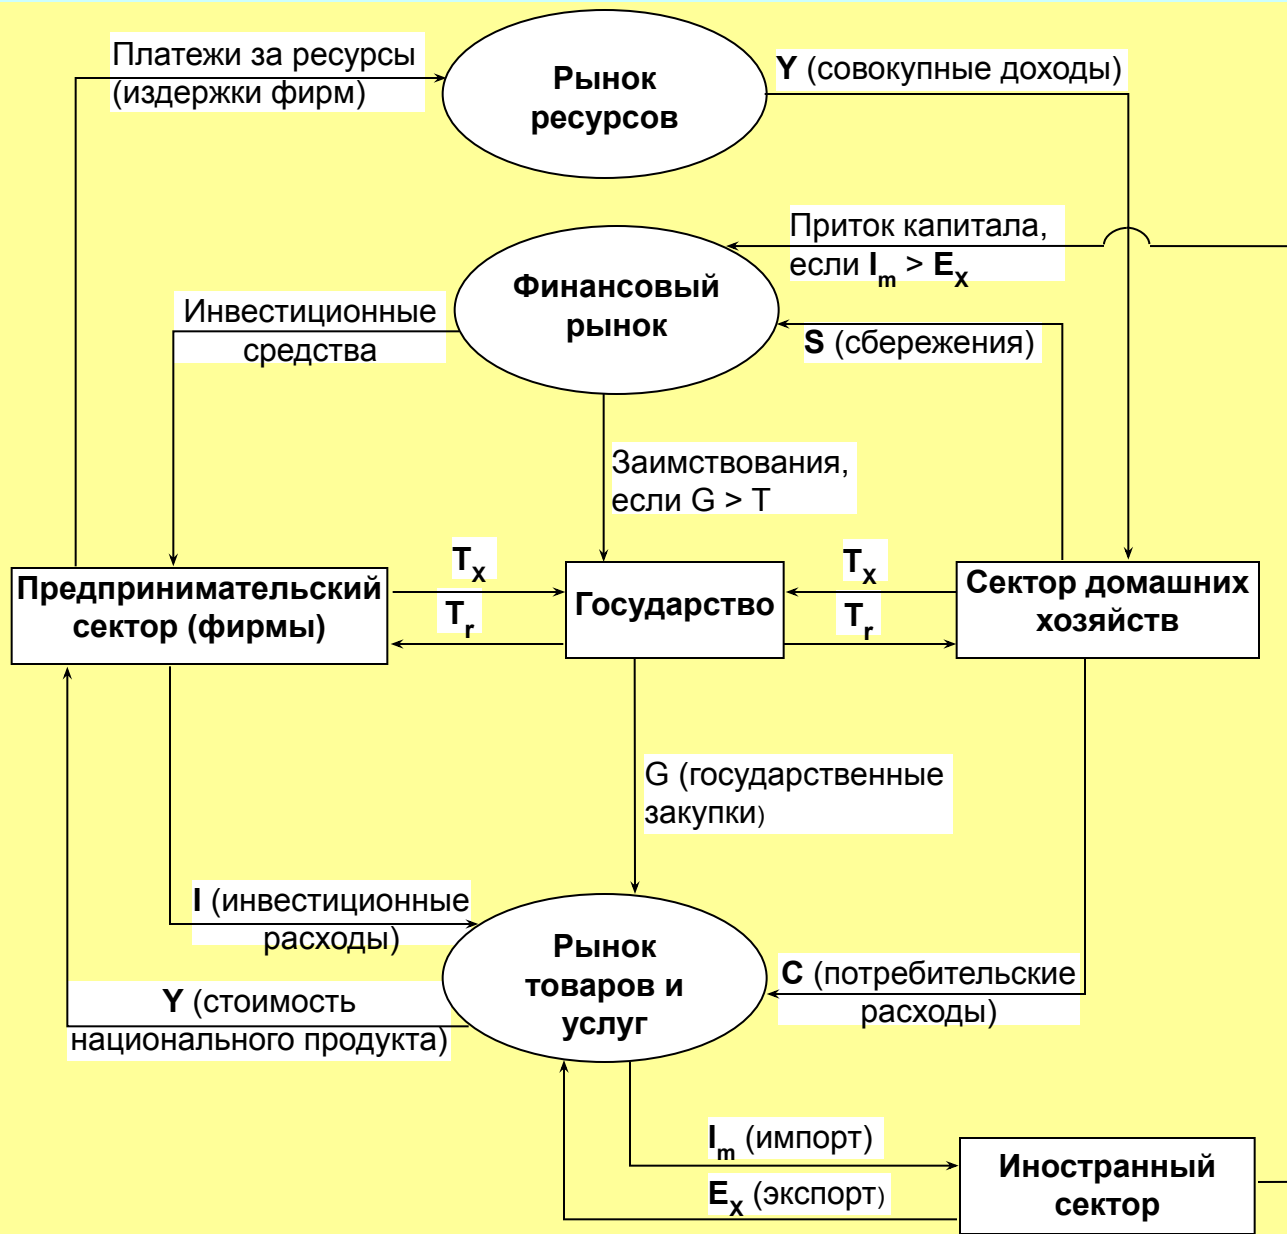 Платежи за ресурсы
(издержки фирм)
Рынок
ресурсов
Y (совокупные доходы)
Приток капитала,
если Im > EX
Финансовый
рынок
Инвестиционные
средства
S (сбережения)
Заимствования,
если G > T
TX
Tr
TX
Tr
Предпринимательский
сектор (фирмы)
Государство
Сектор домашних
хозяйств
G (государственные
закупки)
I (инвестиционные
расходы)
Рынок
товаров и
услуг
C (потребительские
расходы)
Y (стоимость
национального продукта)
Im (импорт)
EX (экспорт)
Иностранный
сектор